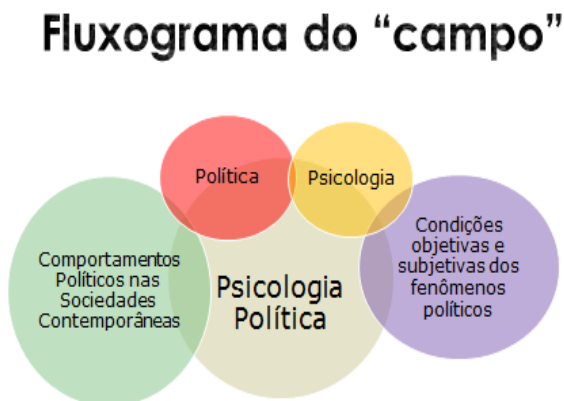 Fluxograma do “campo”
Política
Psicologia
Comportamentos
Políticos nas
Sociedades
Contemporâneas
Psicologia
Política
Condições
objetivas e
subjetivas dos
fenômenos
políticos